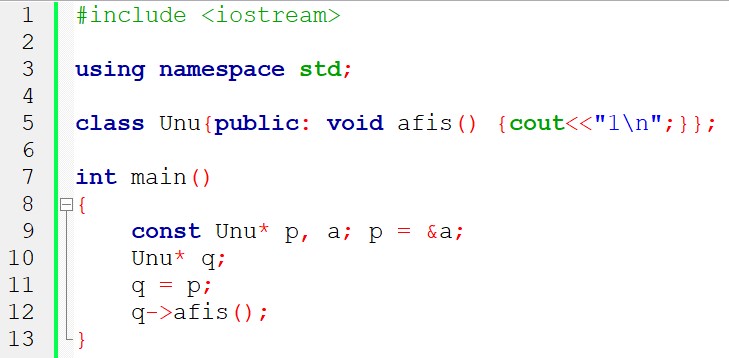 1 #include <iostream>
2
3 using namespace std;
4
5 class Unu{public: void afis() {cout<<"1\n";}};
6
7 int main()
8 {
9 const Unu* p, a; p = &a;
10 Unu* q;
11 q = p;
12 q->afis();
13 }